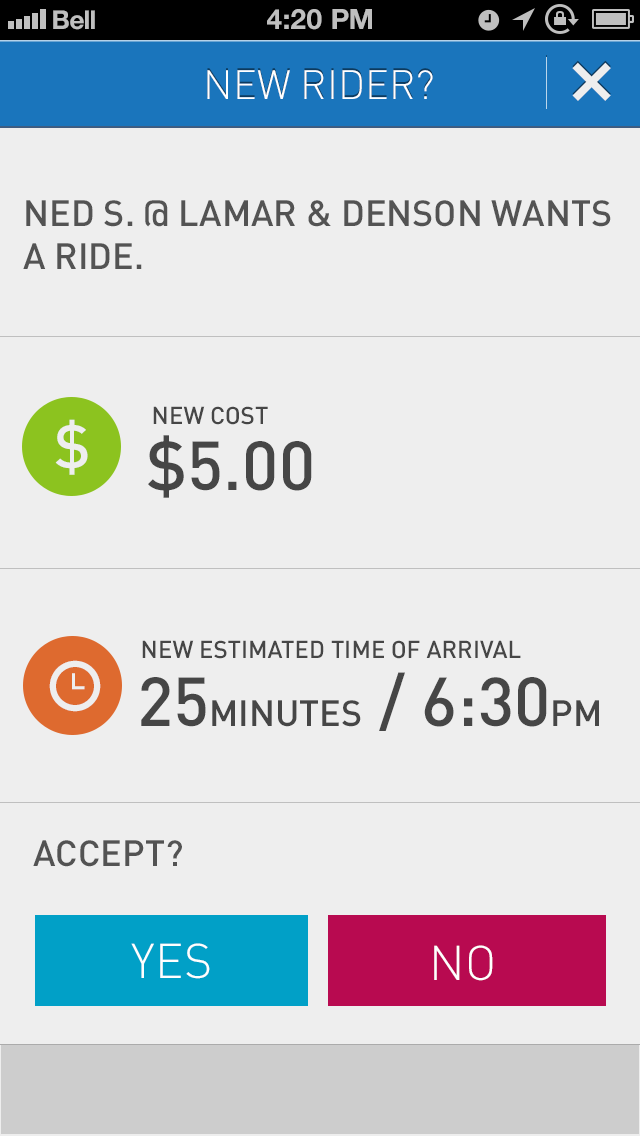 Bell 4:20 PM
NEW RIDER?
NED S. @ LAMAR & DENSON WANTS
A RIDE.
$
NEW COST
$5.00
NEW ESTIMATED TIME OF ARRIVAL
25MINUTES / 6:30PM
ACCEPT?
YES NO